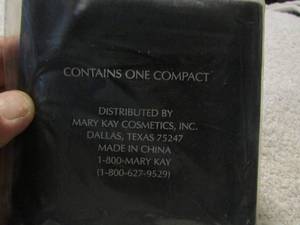 CONTAINS ONE COMPACT
DISTRIBUTED BY
MARY KAY COSMETICS, INC.
DALLAS, TEXAS 75247
MADE IN CHINA
1-800-MARY KAY
(1-800-627-9529)